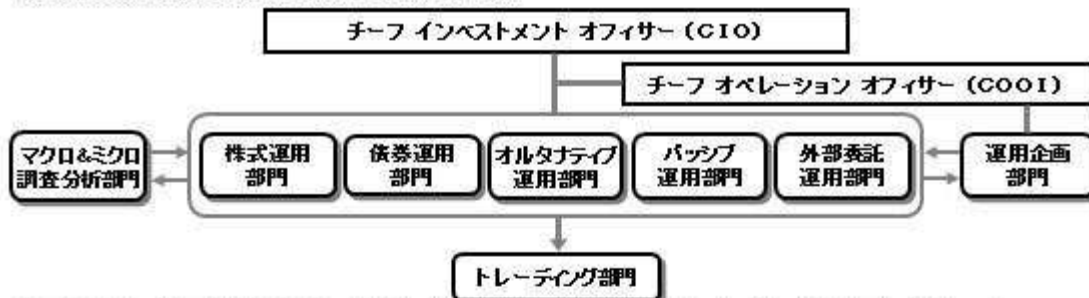 チーフ インベストメント オフィサー (CIO)
チーフ オペレーション オフィサー (COOI)
マクロ&ミクロ
調査分析部門
株式運用
部門
債券運用
部門
オルタナティブ
運用部門
パッシブ
運用部門
外部委託
運用部門
運用企画
部門
トレーディング部門